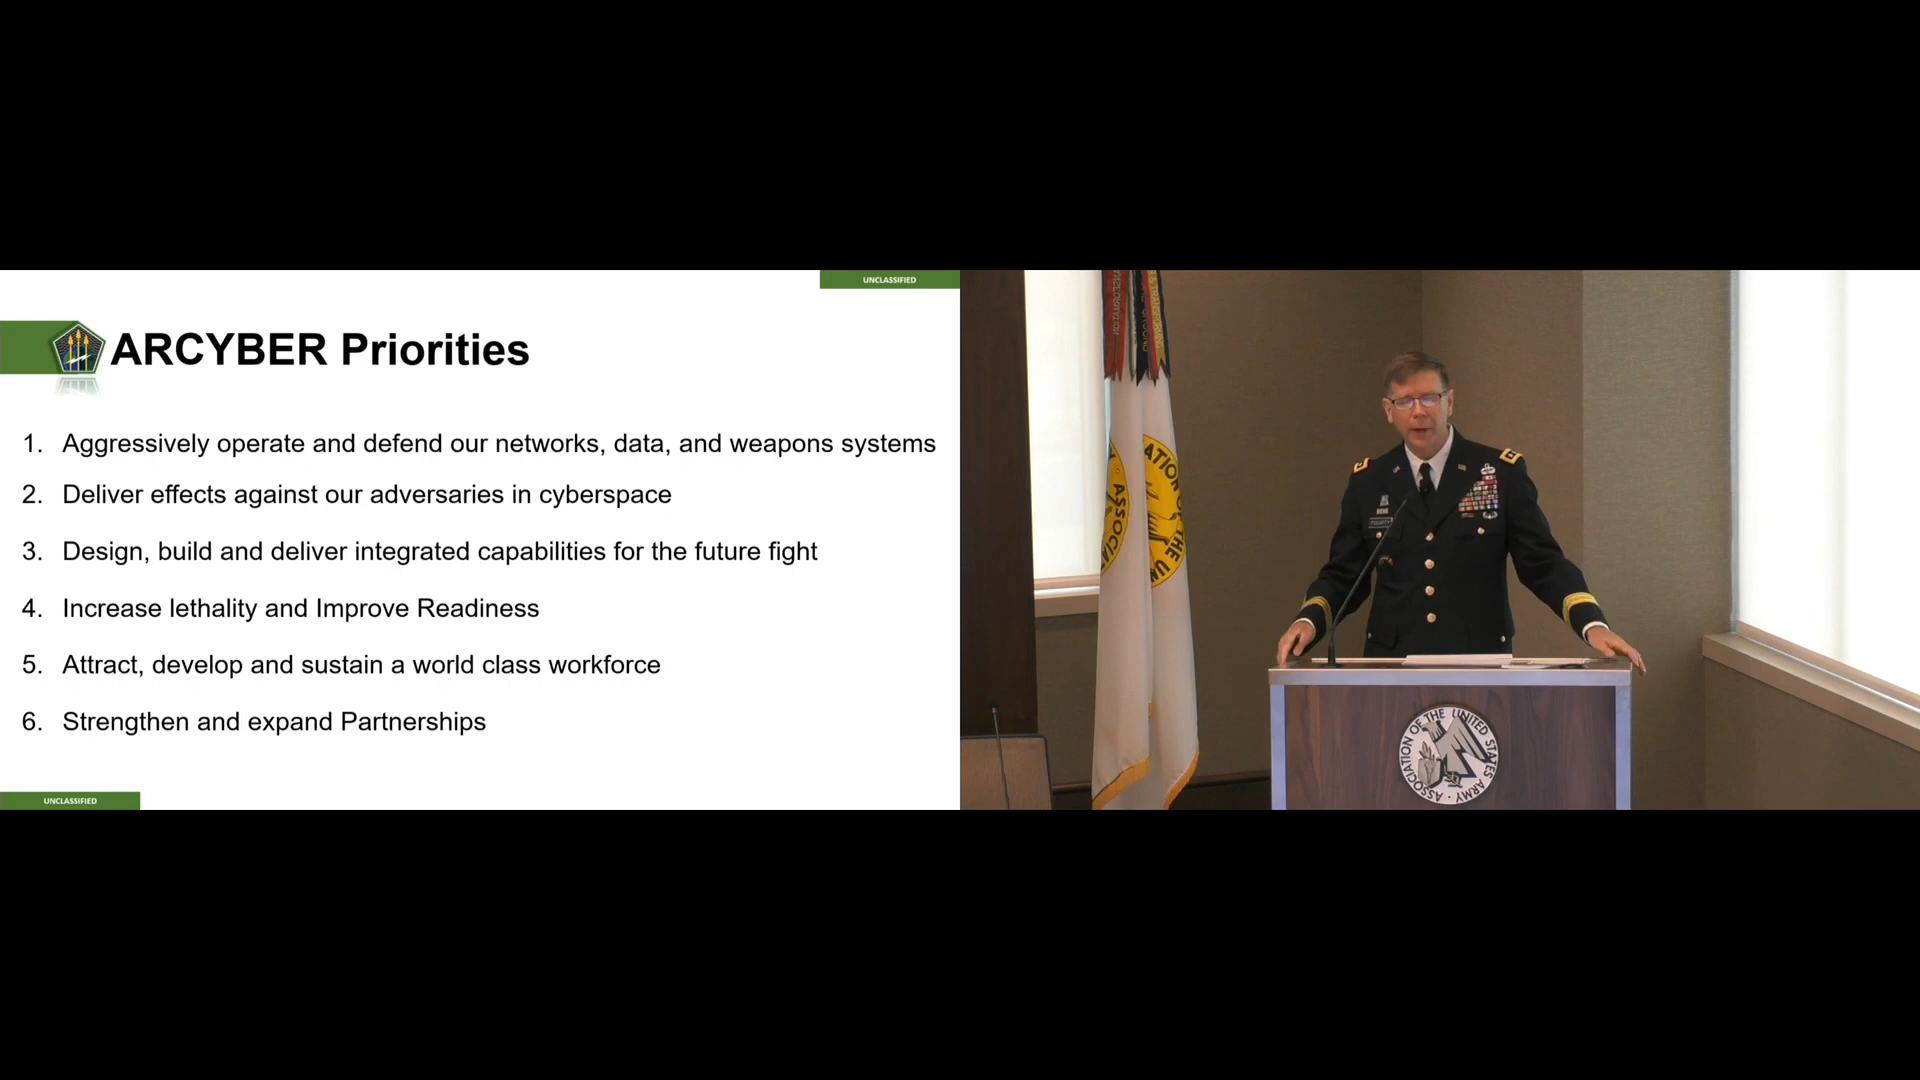 UNCLASSIFIED
ARCYBER Priorities
1. Aggressively operate and defend our networks, data, and weapons systems
2. Deliver effects against our adversaries in cyberspace
3. Design, build and deliver integrated capabilities for the future fight
4. Increase lethality and Improve Readiness
5. Attract, develop and sustain a world class workforce
6. Strengthen and expand Partnerships
UNCLASSIFIED
ASSOCIATION OF THE UNITED STATES ARMY